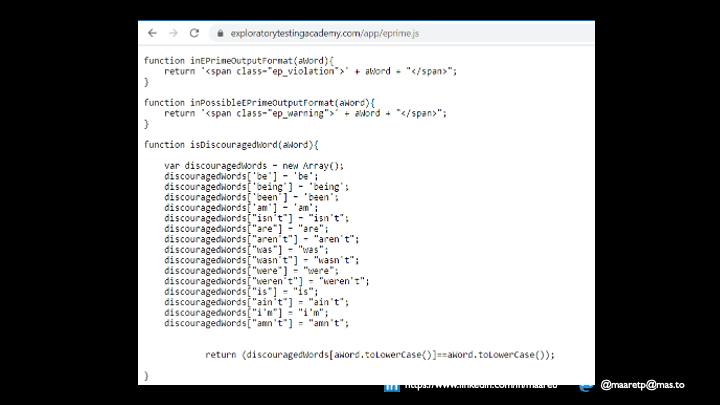 exploratorytestingacademy.com/app/eprime.js
function inEPrimeOutputFormat(aWord){
return '<span class="ep_violation">' + aWord + "</span>";
}
function inPossibleEPrimeOutputFormat(aWord){
return '<span class="ep_warning">' + aWord + "</span>";
}
function isDiscouragedWord(aWord){
var discouragedWords = new Array();
discouragedWords['be'] = 'be';
discouragedWords['being'] = 'being';
discouragedWords['been'] = 'been';
discouragedWords['am'] = 'am';
discouragedWords["isn't"] = "isn't";
discouragedWords["are"] = "are";
discouragedWords["aren't"] = "aren't";
discouragedWords["was"] = "was";
discouragedWords["wasn't"] = "wasn't";
discouragedWords["were"] = "were";
discouragedWords["weren't"] = "weren't";
discouragedWords["is"] = "is";
discouragedWords["ain't"] = "ain't";
discouragedWords["i'm"] = "i'm";
discouragedWords["amn't"] = "amn't";
return (discouragedWords[aWord.toLowerCase()]==aWord.toLowerCase());
}
https://www.linkedin.com/in/maaret/ @maaretp@mas.to